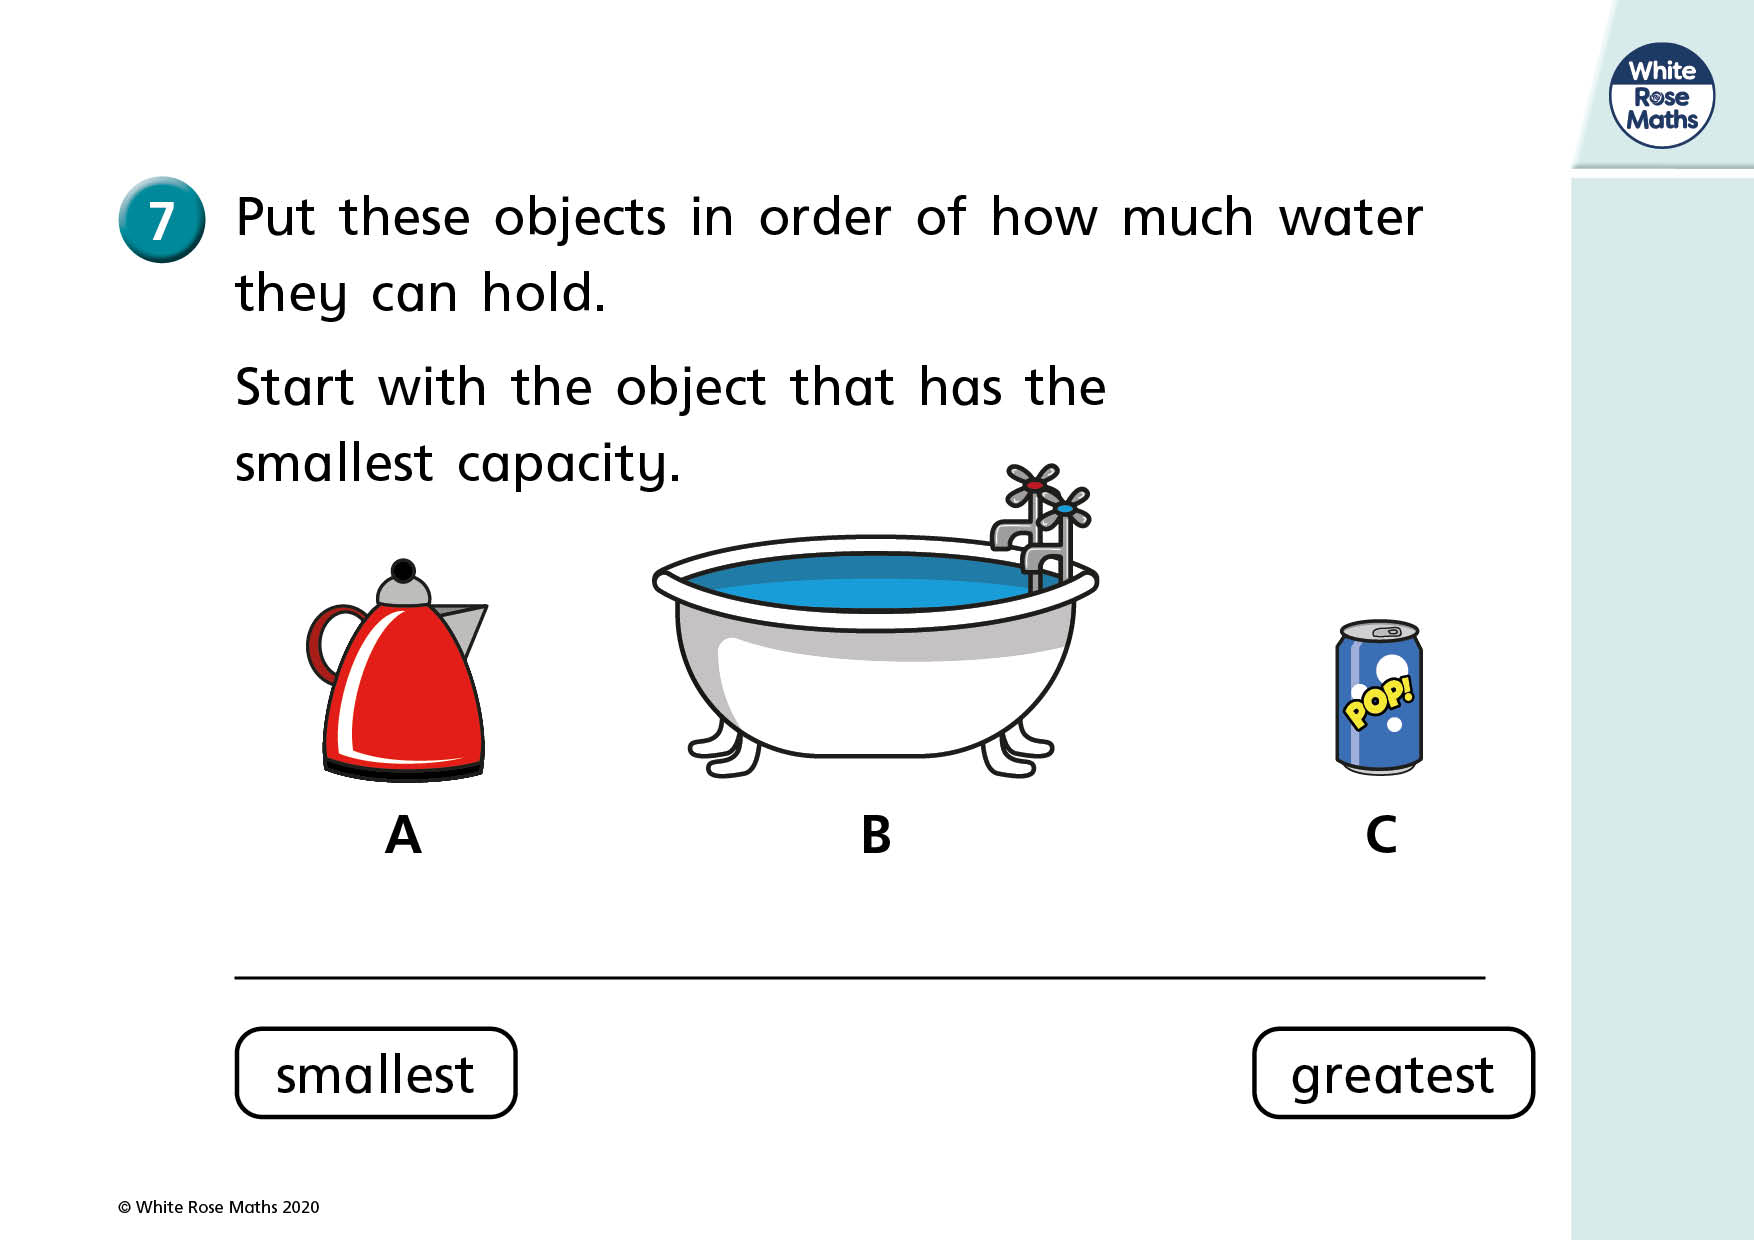 White
Rose
Maths
7
Put these objects in order of how much water
they can hold.
Start with the object that has the
smallest capacity.
POP!
A
B
C
smallest
greatest
© White Rose Maths 2020